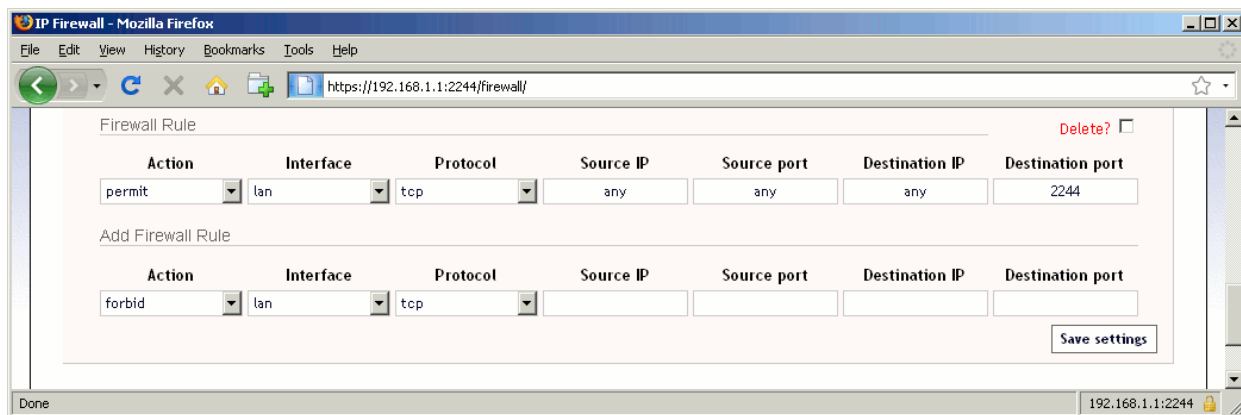 IP Firewall - Mozilla Firefox
File Edit View History Bookmarks Tools Help
https://192.168.1.1:2244/firewall/
Firewall Rule Delete?
Action Interface Protocol Source IP Source port Destination IP Destination port
permit lan tcp any any any 2244
Add Firewall Rule
Action Interface Protocol Source IP Source port Destination IP Destination port
forbid lan tcp
Save settings
Done 192.168.1.1:2244